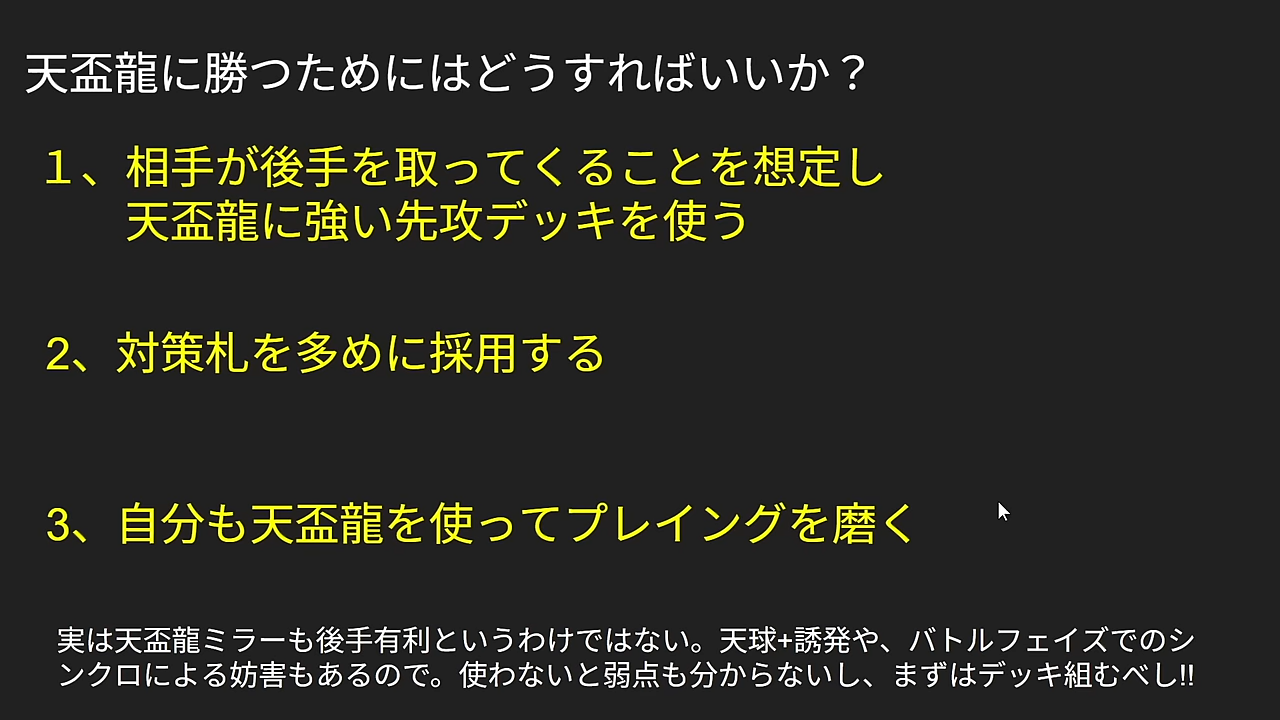 天盃龍に勝つためにはどうすればいいか？
１、相手が後手を取ってくることを想定し
天盃龍に強い先攻デッキを使う
2、対策札を多めに採用する
3、自分も天盃龍を使ってプレイングを磨く
実は天盃龍ミラーも後手有利というわけではない。天球+誘発や、バトルフェイズでのシ
ンクロによる妨害もあるので。使わないと弱点も分からないし、まずはデッキ組むべし!!